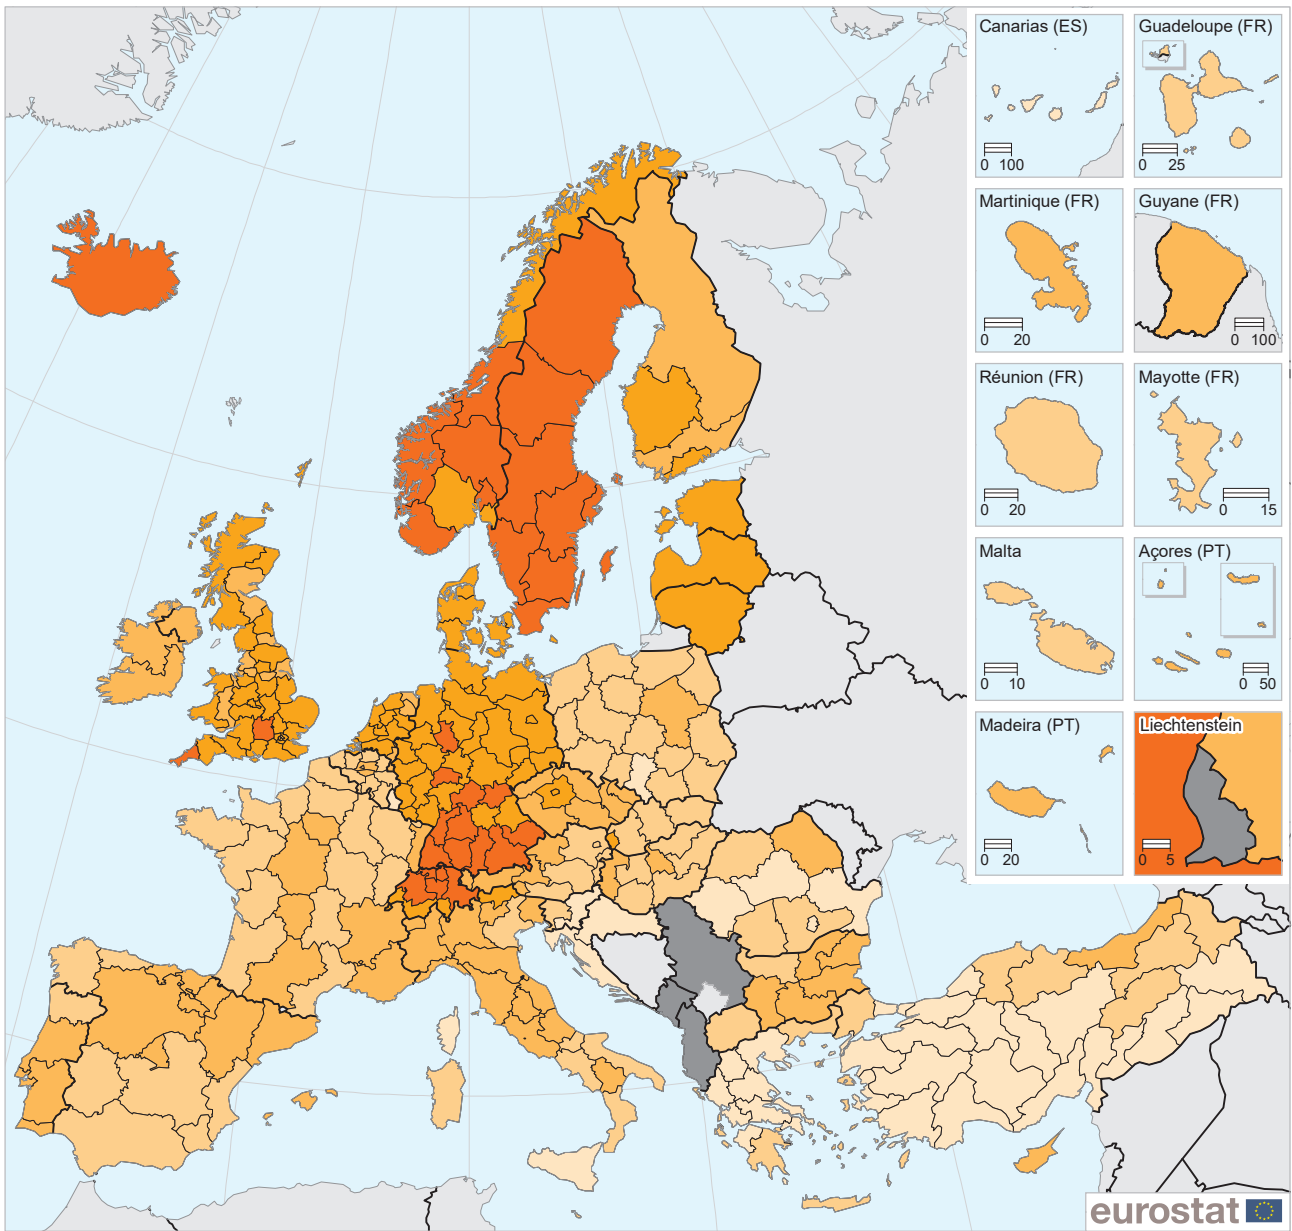 Canarias (ES)
0 100
Guadeloupe (FR)
0 25
Martinique (FR)
0 20
Guyane (FR)
0 100
Réunion (FR)
0 20
Mayotte (FR)
0 15
Malta
0 10
Açores (PT)
0 50
Madeira (PT)
0 20
Liechtenstein
0 5
eurostat